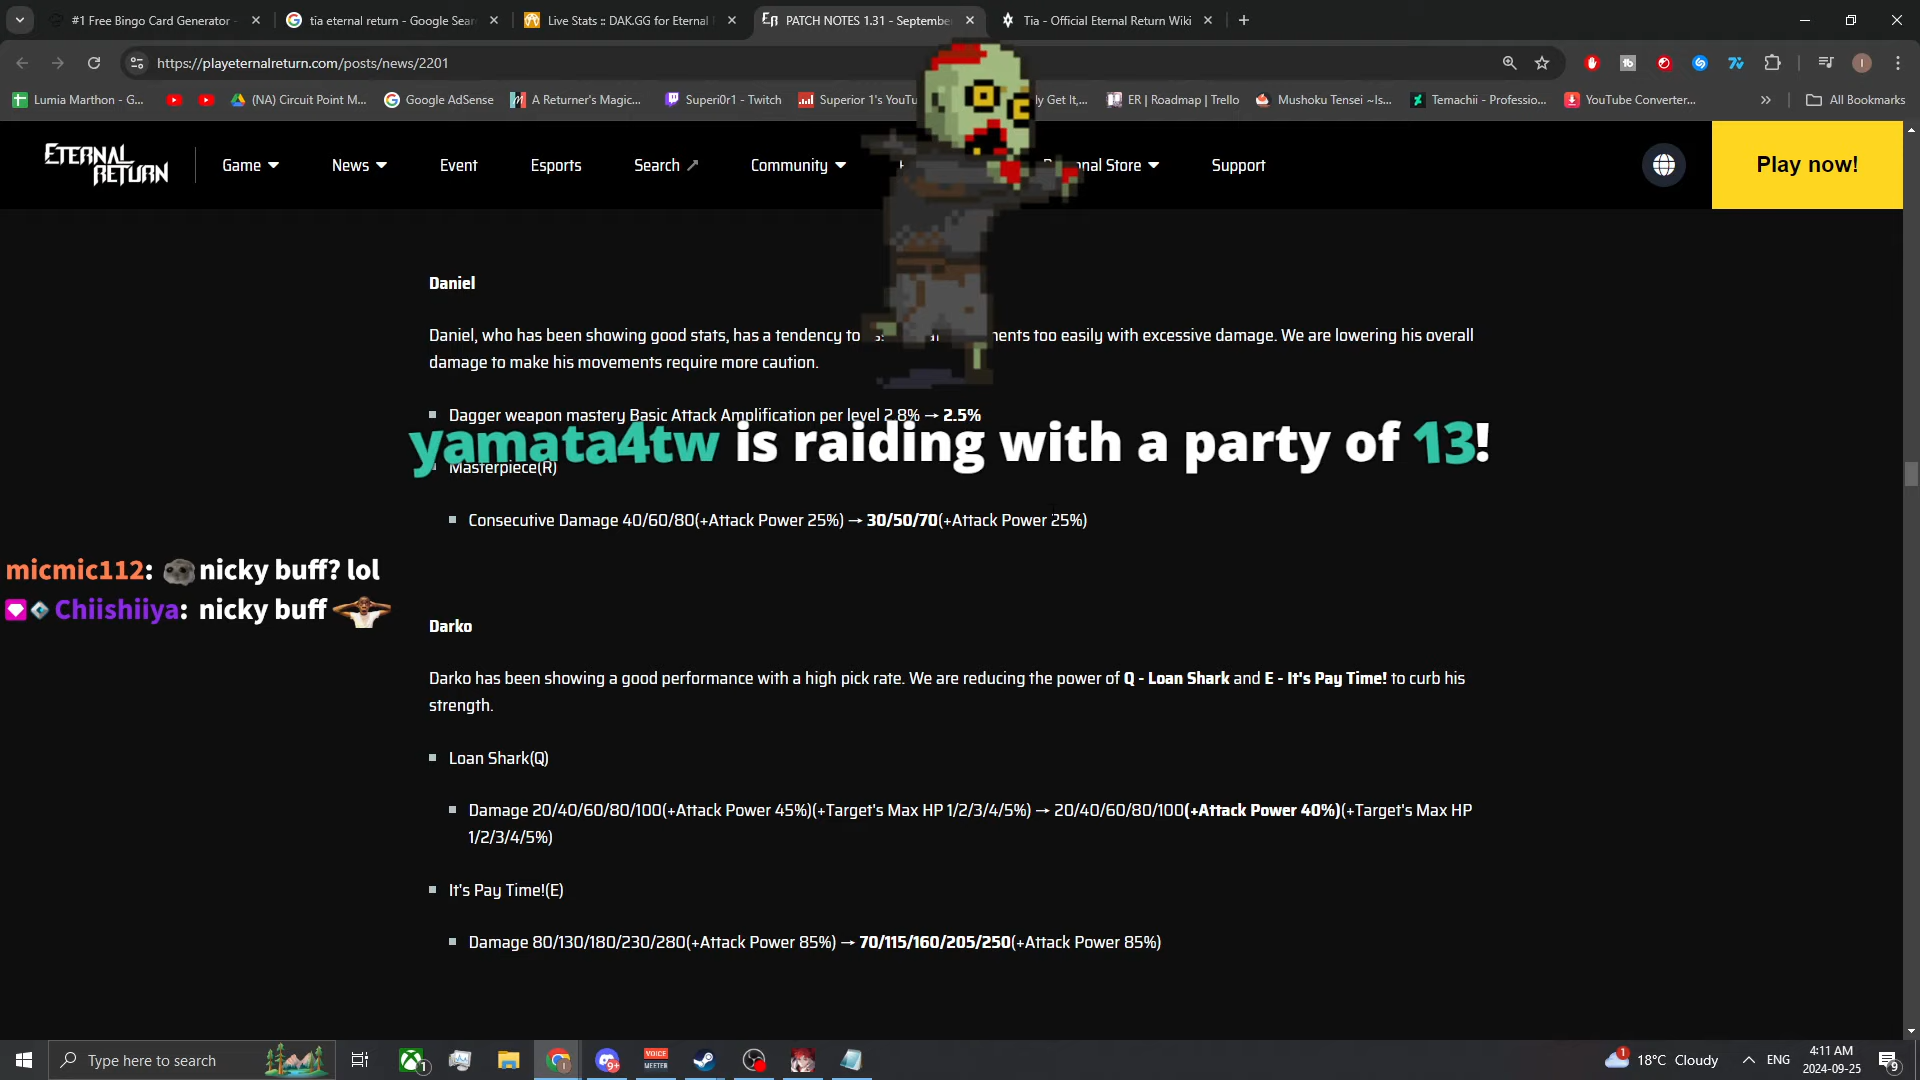 #1 Free Bingo Card Generator -
tia eternal return - Google Sear
Live Stats :: DAK.GG for Eternal
PATCH NOTES 1.31 - September
Tia - Official Eternal Return Wiki
https://playeternalreturn.com/posts/news/2201
Lumia Marthon - G...
(NA) Circuit Point M...
Google AdSense
A Returner's Magic...
Superi0r1 - Twitch
Superior 1's YouTu
ly Get It,...
ER | Roadmap | Trello
Mushoku Tensei ~Is...
Temachii - Professio...
YouTube Converter...
All Bookmarks
ETERNAL RETURN
Game
News
Event
Esports
Search
Community
Store
Support
Play now!
Daniel
Daniel, who has been showing good stats, has a tendency to too easily with excessive damage. We are lowering his overall
damage to make his movements require more caution.
Dagger weapon mastery Basic Attack Amplification per level 2.8% → 2.5%
yamata4tw is raiding with a party of 13!
Masterpiece(R)
Consecutive Damage 40/60/80(+Attack Power 25%) → 30/50/70(+Attack Power 25%)
micmic112: nicky buff? lol
Chiishiiya: nicky buff
Darko
Darko has been showing a good performance with a high pick rate. We are reducing the power of Q - Loan Shark and E - It's Pay Time! to curb his
strength.
Loan Shark(Q)
Damage 20/40/60/80/100(+Attack Power 45%)(+Target's Max HP 1/2/3/4/5%) → 20/40/60/80/100(+Attack Power 40%)(+Target's Max HP
1/2/3/4/5%)
It's Pay Time!(E)
Damage 80/130/180/230/280(+Attack Power 85%) → 70/115/160/205/250(+Attack Power 85%)
Type here to search
VOICE
MEETER
18°C Cloudy
ENG
4:11 AM
2024-09-25